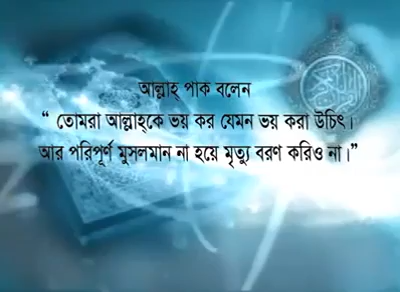 আল্লাহ্ পাক বলেন
“ তোমরা আল্লাহ্‌কে ভয় কর যেমন ভয় করা উচিৎ।
আর পরিপূর্ণ মুসলমান না হয়ে মৃত্যু বরণ করিও না।”